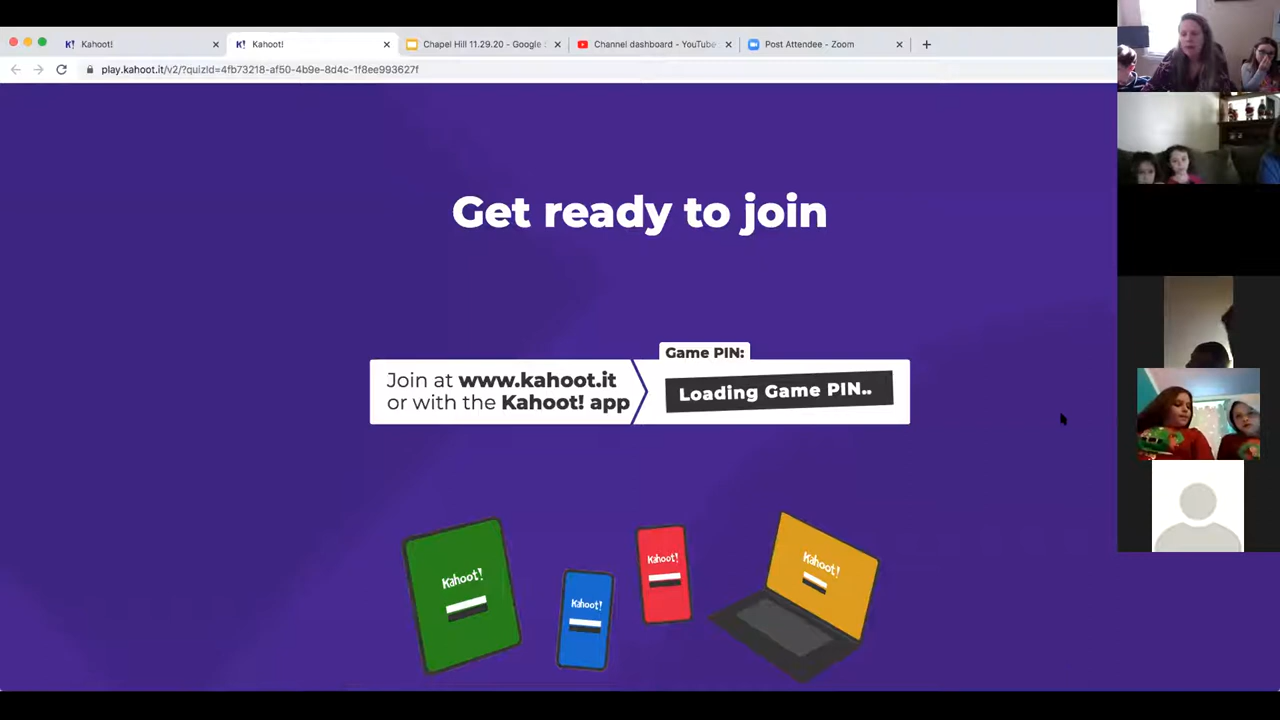 Kahoot!
Kahoot!
Chapel Hill 11.29.20 - Google
Channel dashboard - YouTube
Post Attendee - Zoom
play.kahoot.it/v2/?quizId=4fb73218-af50-4b9e-8d4c-1f8ee993627f
Get ready to join
Game PIN:
Join at www.kahoot.it
or with the Kahoot! app
Loading Game PIN..
Kahoot!
Kahoot!
Kahoot!
Kahoot!